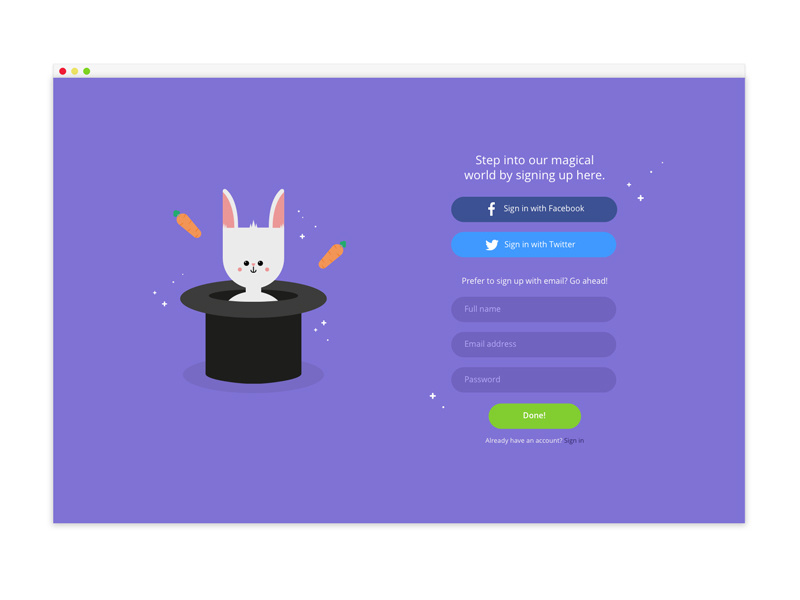 Step into our magical
world by signing up here.
Sign in with Facebook
Sign in with Twitter
Prefer to sign up with email? Go ahead!
Full name
Email address
Password
Done!
Already have an account? Sign in